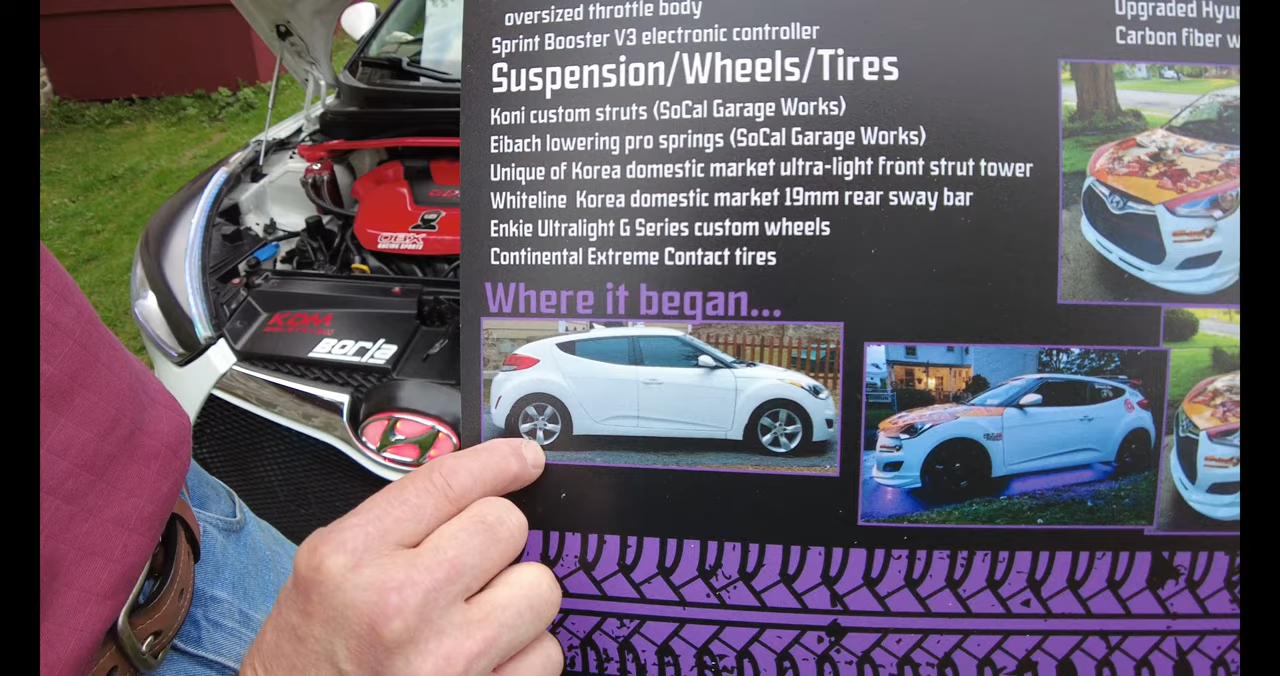 oversized throttle body
Sprint Booster V3 electronic controller
Suspension/Wheels/Tires
Koni custom struts (SoCal Garage Works)
Eibach lowering pro springs (SoCal Garage Works)
Unique of Korea domestic market ultra-light front strut tower
Whiteline Korea domestic market 19mm rear sway bar
Enkie Ultralight G Series custom wheels
Continental Extreme Contact tires
Where it began...
Upgraded Hyu
Carbon fiber w
OBX
RACING SPORTS
KDM
Borla